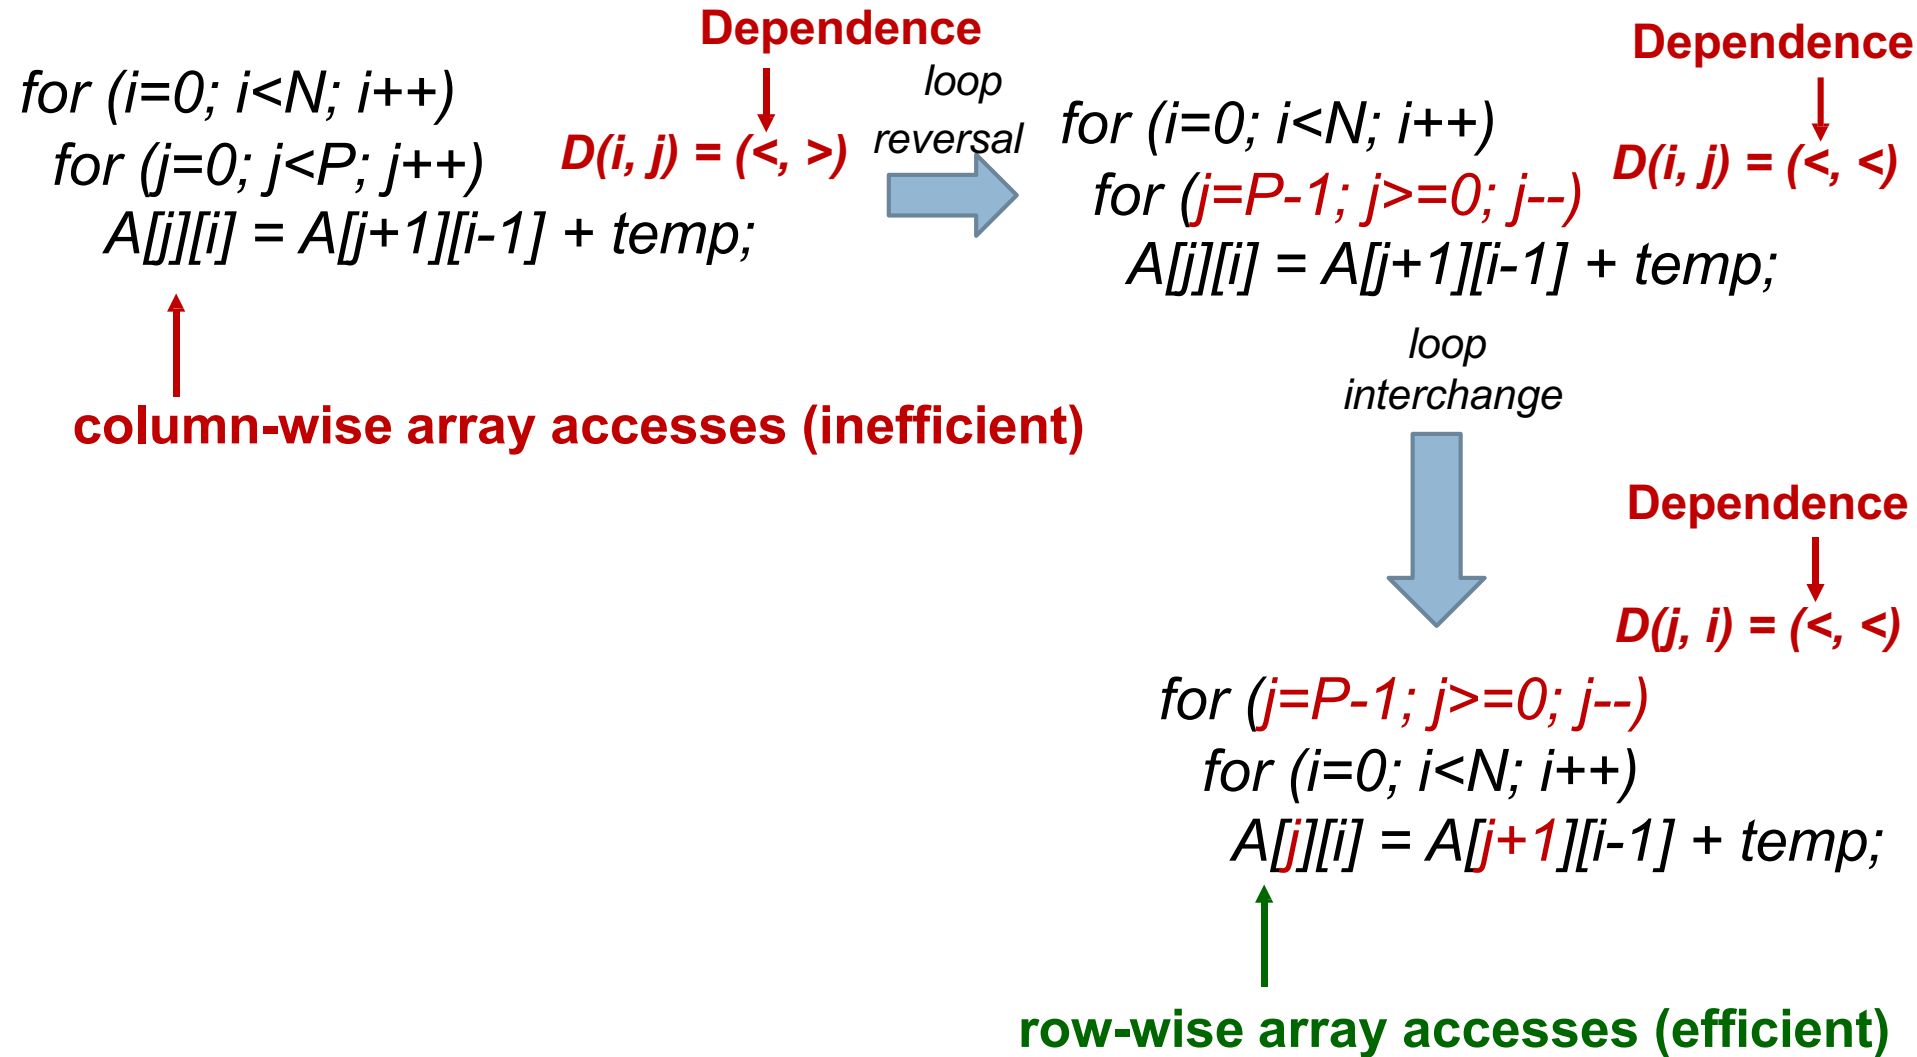 Dependence
for (i=0; i<N; i++)
for (j=0; j<P; j++)
D(i, j) = (<, >)
A[j][i] = A[j+1][i-1] + temp;
column-wise array accesses (inefficient)
loop
reversal
Dependence
for (i=0; i<N; i++)
D(i, j) = (<, <)
for (j=P-1; j>=0; j--)
A[j][i] = A[j+1][i-1] + temp;
loop
interchange
Dependence
D(j, i) = (<, <)
for (j=P-1; j>=0; j--)
for (i=0; i<N; i++)
A[j][i] = A[j+1][i-1] + temp;
row-wise array accesses (efficient)